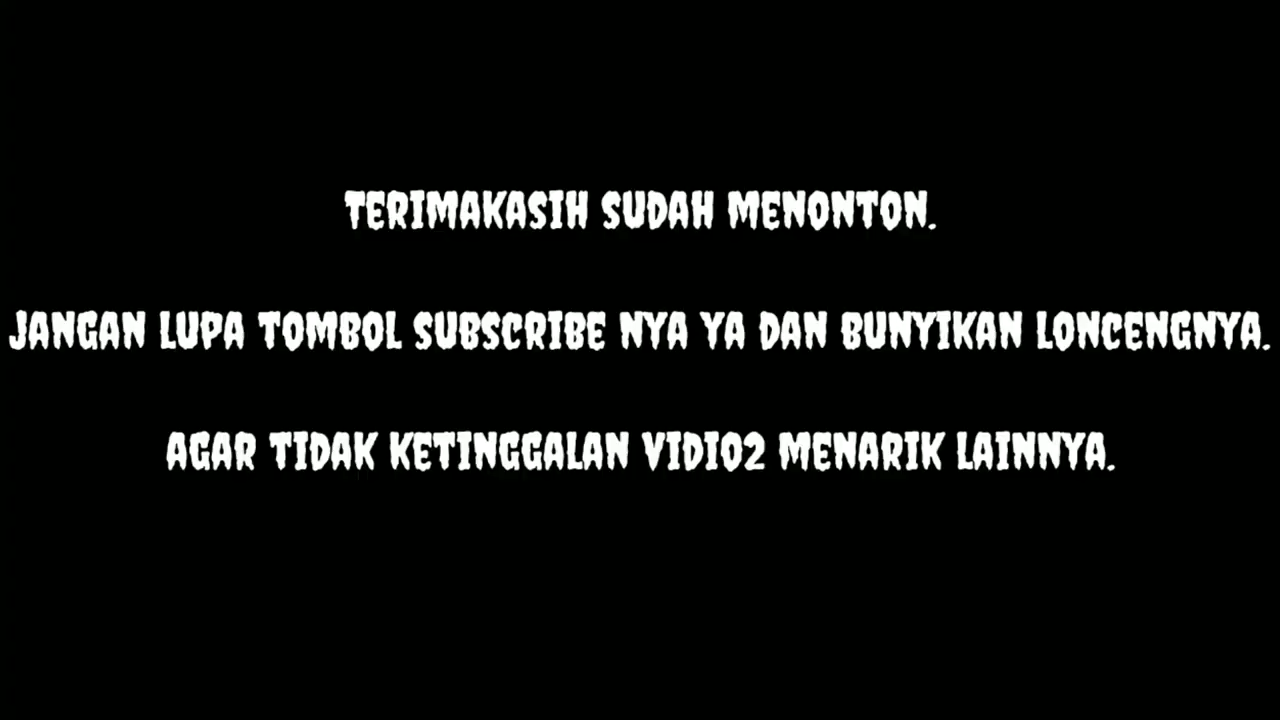 TERIMAKASIH SUDAH MENONTON.
JANGAN LUPA TOMBOL SUBSCRIBE NYA YA DAN BUNYIKAN LONCENGNYA.
AGAR TIDAK KETINGGALAN VIDIO2 MENARIK LAINNYA.